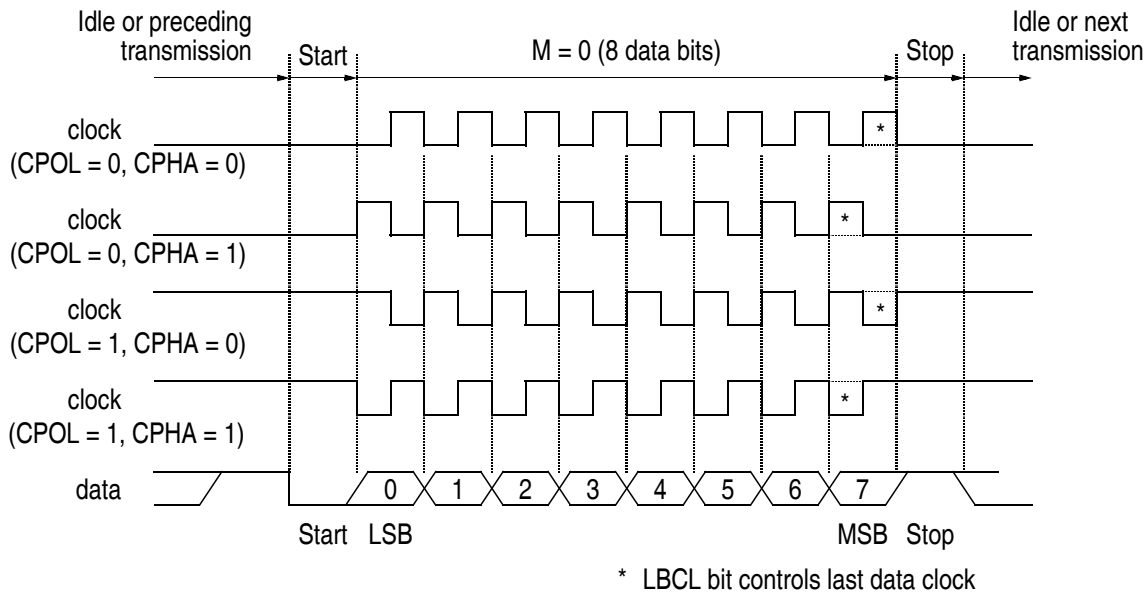 Idle or preceding
transmission
Start
M = 0 (8 data bits)
Stop
Idle or next
transmission
clock
(CPOL = 0, CPHA = 0)
*
clock
(CPOL = 0, CPHA = 1)
*
clock
(CPOL = 1, CPHA = 0)
*
clock
(CPOL = 1, CPHA = 1)
*
data
0 1 2 3 4 5 6 7
Start LSB MSB Stop
* LBCL bit controls last data clock